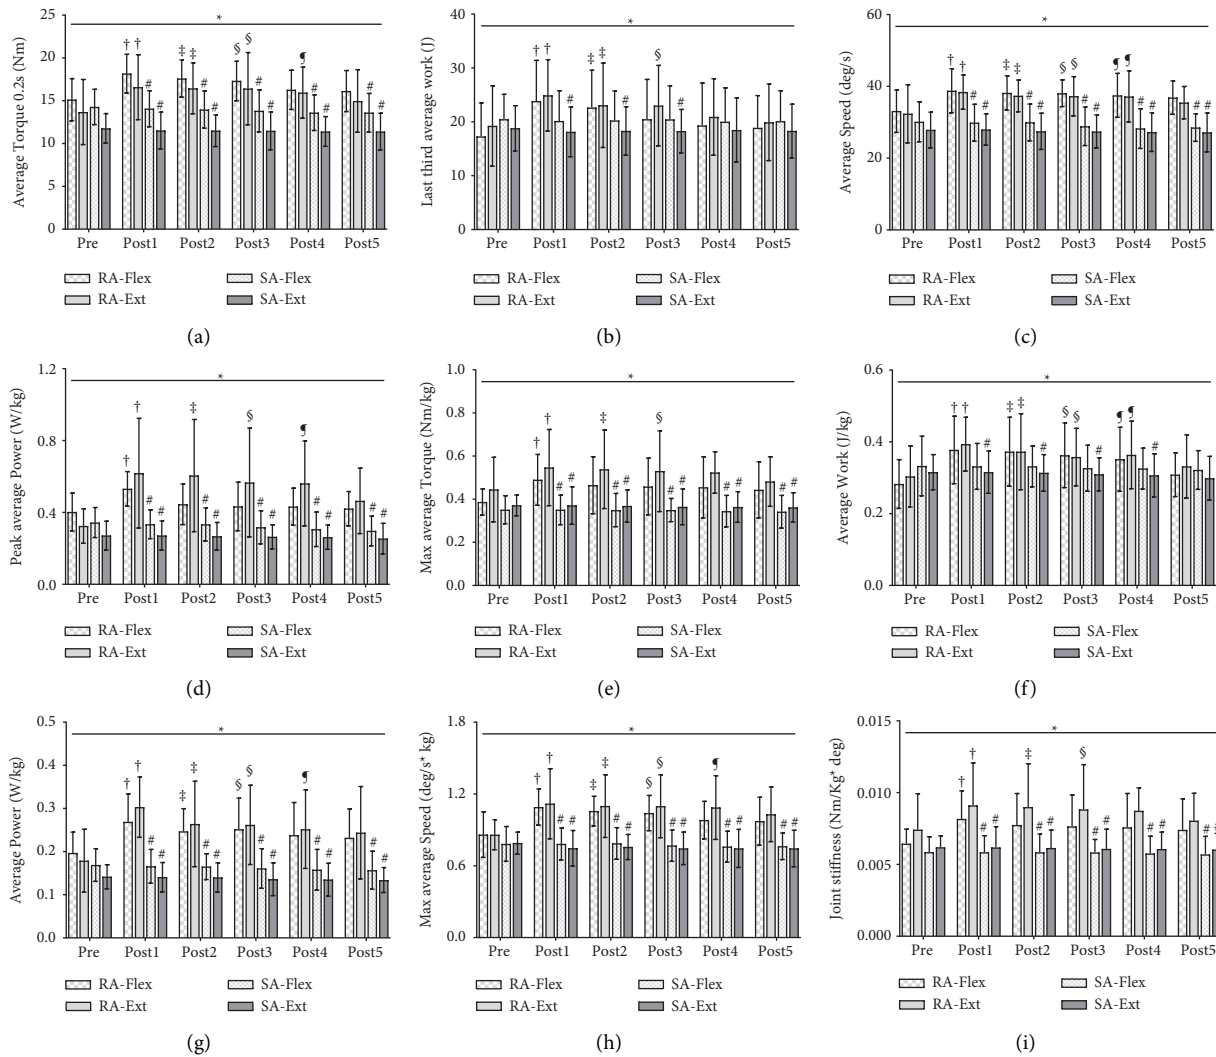 *
25
20
15
10
5
0
Average Torque 0.2s (Nm)
† †
# #
‡ ‡
# #
§ §
# #
¶
# #
# #
Pre Post1 Post2 Post3 Post4 Post5
RA-Flex SA-Flex
RA-Ext SA-Ext
(a)
*
40
30
20
10
0
Last third average work (J)
† †
#
‡ ‡
#
§
#
Pre Post1 Post2 Post3 Post4 Post5
RA-Flex SA-Flex
RA-Ext SA-Ext
(b)
*
60
40
20
0
Average Speed (deg/s)
† †
# #
‡ ‡
# #
§ §
# #
¶ ¶
# #
# #
Pre Post1 Post2 Post3 Post4 Post5
RA-Flex SA-Flex
RA-Ext SA-Ext
(c)
*
1.2
0.8
0.4
0.0
Peak average Power (W/kg)
† †
# #
‡
# #
§
# #
¶
# #
# #
Pre Post1 Post2 Post3 Post4 Post5
RA-Flex SA-Flex
RA-Ext SA-Ext
(d)
*
1.0
0.8
0.6
0.4
0.2
0.0
Max average Torque (Nm/kg)
† †
# #
‡
# #
§
# #
# #
# #
Pre Post1 Post2 Post3 Post4 Post5
RA-Flex SA-Flex
RA-Ext SA-Ext
(e)
*
0.6
0.4
0.2
0.0
Average Work (J/kg)
† †
#
‡ ‡
#
§ §
#
¶ ¶
#
Pre Post1 Post2 Post3 Post4 Post5
RA-Flex SA-Flex
RA-Ext SA-Ext
(f)
*
0.5
0.4
0.3
0.2
0.1
0.0
Average Power (W/kg)
† †
# #
‡ ‡
# #
§ §
# #
¶
# #
# #
Pre Post1 Post2 Post3 Post4 Post5
RA-Flex SA-Flex
RA-Ext SA-Ext
(g)
*
1.8
1.2
0.6
0.0
Max average Speed (deg/s* kg)
† †
# #
‡ ‡
# #
§ §
# #
¶
# #
# #
Pre Post1 Post2 Post3 Post4 Post5
RA-Flex SA-Flex
RA-Ext SA-Ext
(h)
*
0.015
0.010
0.005
0.000
Joint stiffness (Nm/Kg* deg)
† †
# #
‡
# #
§
# #
# #
#
Pre Post1 Post2 Post3 Post4 Post5
RA-Flex SA-Flex
RA-Ext SA-Ext
(i)